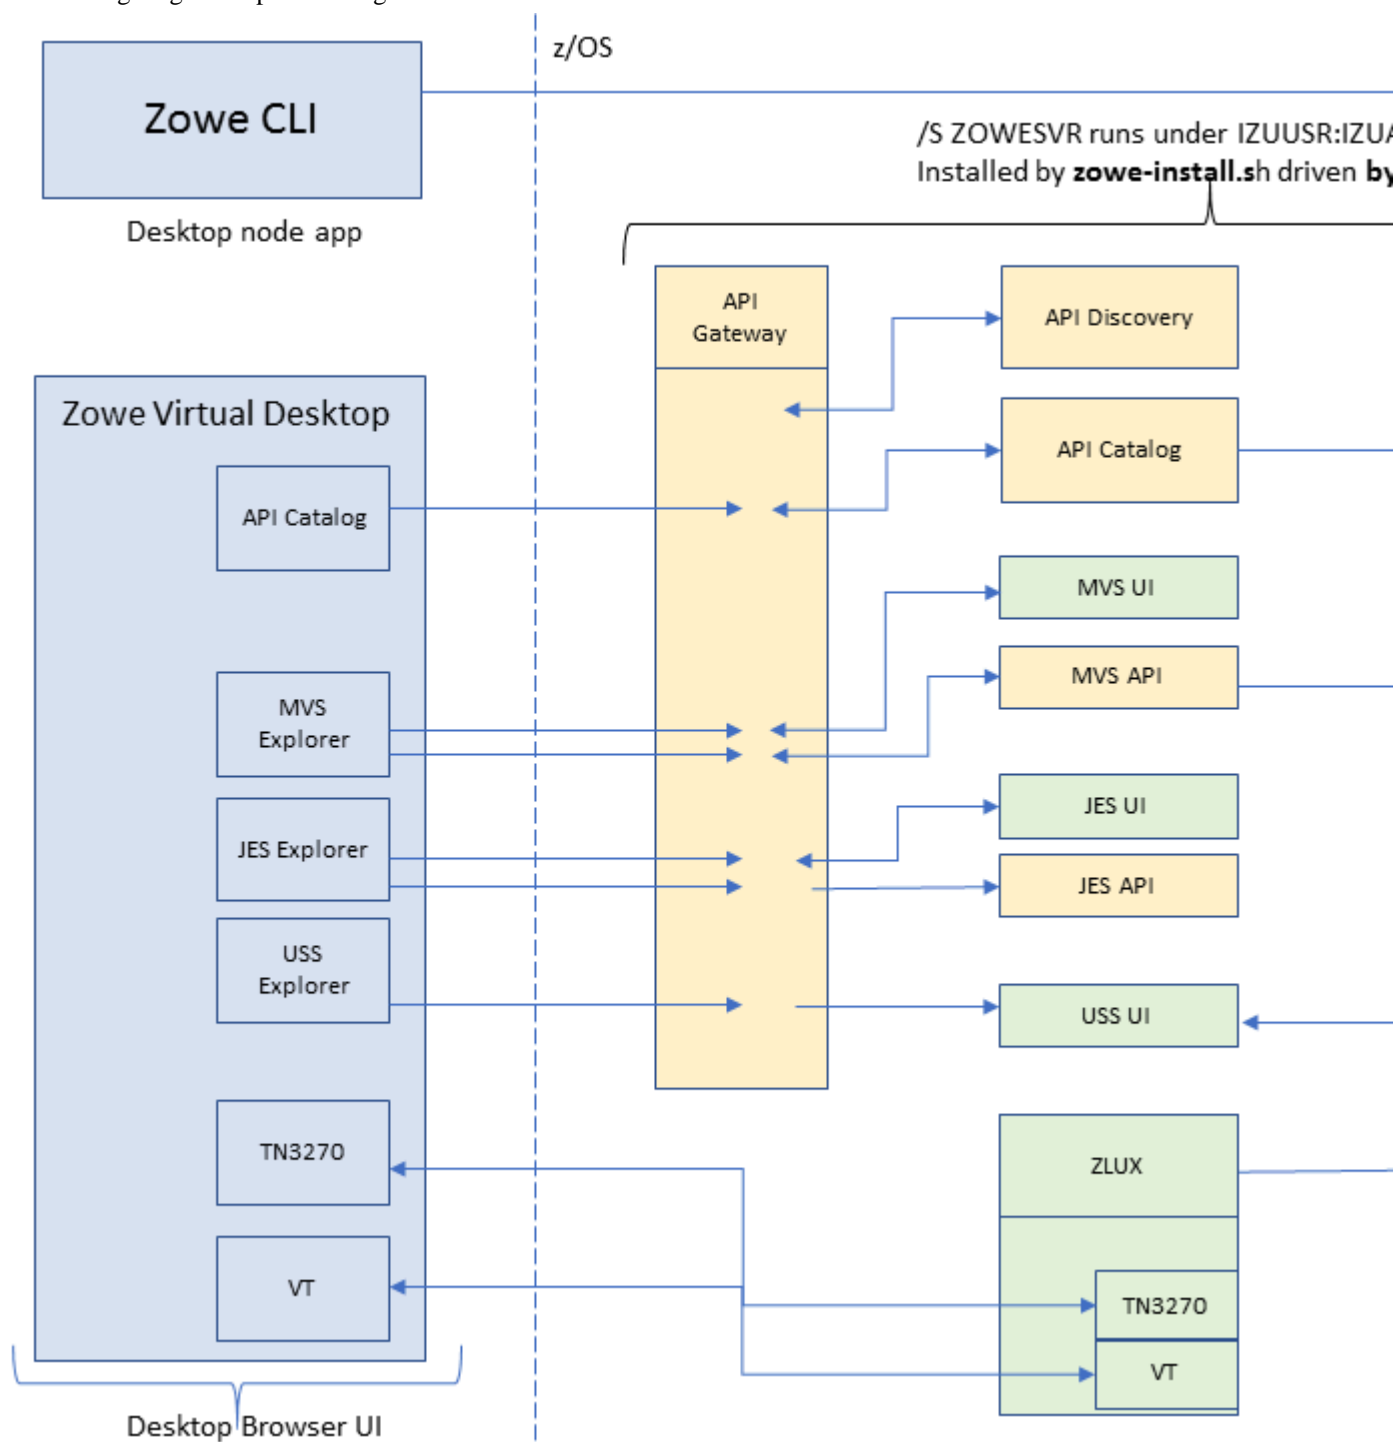 z/OS
Zowe CLI
Desktop node app
/S ZOWESVR runs under IZUUSR:IZUA
Installed by zowe-install.sh driven by
API
Gateway
API Discovery
API Catalog
MVS UI
MVS API
JES UI
JES API
USS UI
ZLUX
TN3270
VT
Zowe Virtual Desktop
API Catalog
MVS
Explorer
JES Explorer
USS
Explorer
TN3270
VT
Desktop Browser UI